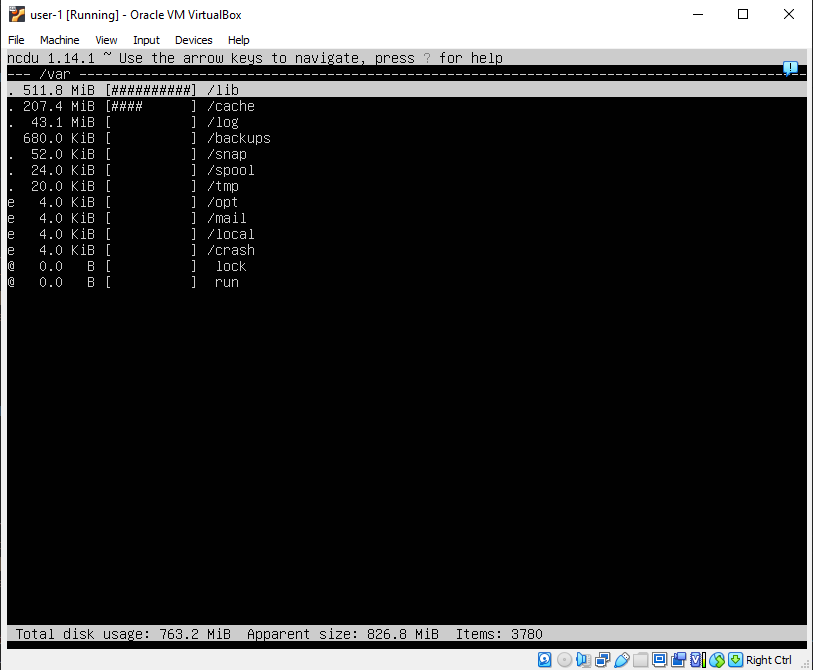 user-1 [Running] - Oracle VM VirtualBox
File Machine View Input Devices Help
ncdu 1.14.1 ~ Use the arrow keys to navigate, press ? for help
--- /var ----------------------------------------------------------------------------------------
. 511.8 MiB [##########] /lib
. 207.4 MiB [####      ] /cache
.  43.1 MiB [          ] /log
  680.0 KiB [          ] /backups
.  52.0 KiB [          ] /snap
.  24.0 KiB [          ] /spool
.  20.0 KiB [          ] /tmp
e   4.0 KiB [          ] /opt
e   4.0 KiB [          ] /mail
e   4.0 KiB [          ] /local
e   4.0 KiB [          ] /crash
@   0.0   B [          ]  lock
@   0.0   B [          ]  run
Total disk usage: 763.2 MiB  Apparent size: 826.8 MiB  Items: 3780
Right Ctrl